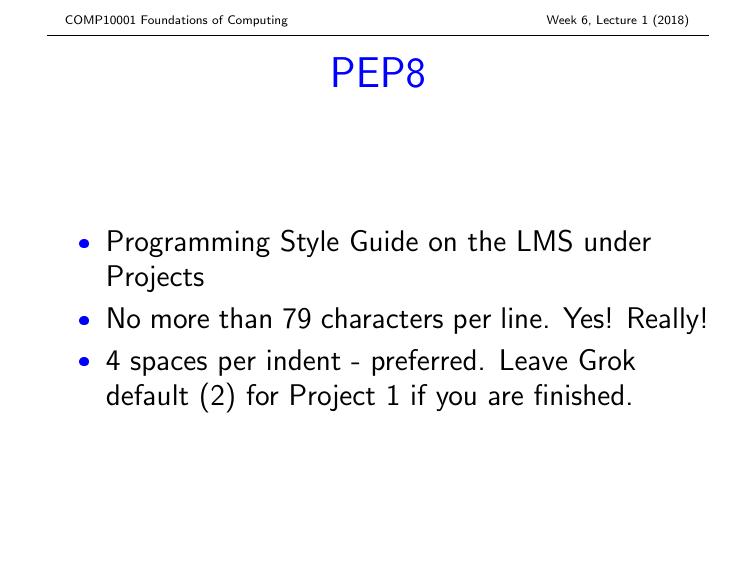 COMP10001 Foundations of Computing Week 6, Lecture 1 (2018)
PEP8
• Programming Style Guide on the LMS under
Projects
• No more than 79 characters per line. Yes! Really!
• 4 spaces per indent - preferred. Leave Grok
default (2) for Project 1 if you are finished.